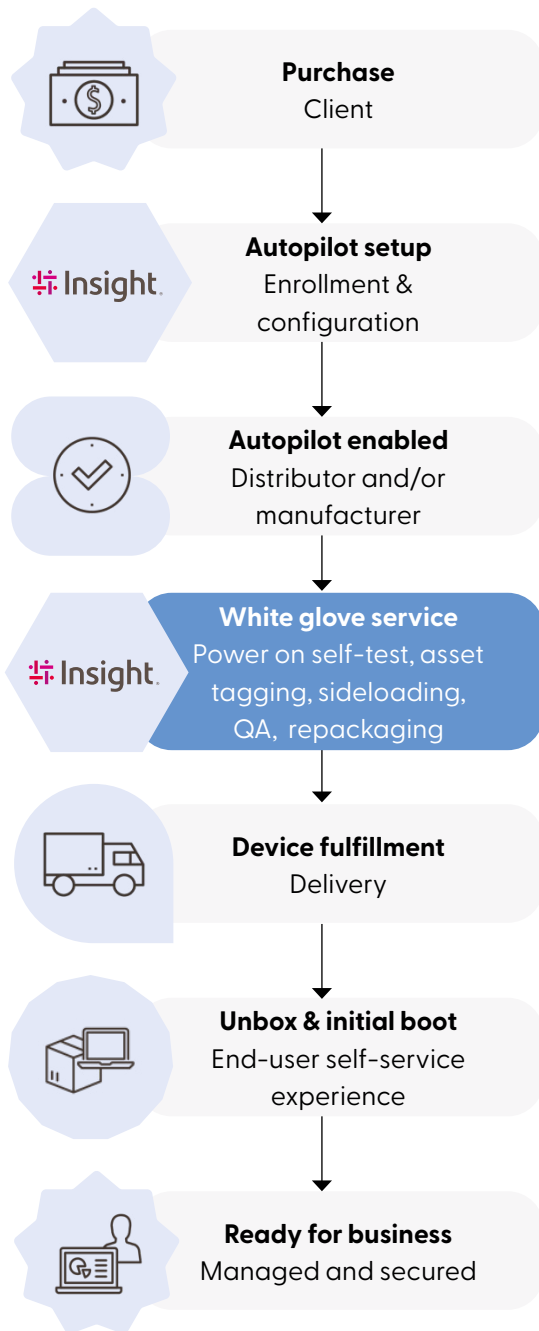 Purchase
Client
Insight.
Autopilot setup
Enrollment &
configuration
Autopilot enabled
Distributor and/or
manufacturer
Insight.
White glove service
Power on self-test, asset
tagging, sideloading,
QA, repackaging
Device fulfillment
Delivery
Unbox & initial boot
End-user self-service
experience
Ready for business
Managed and secured